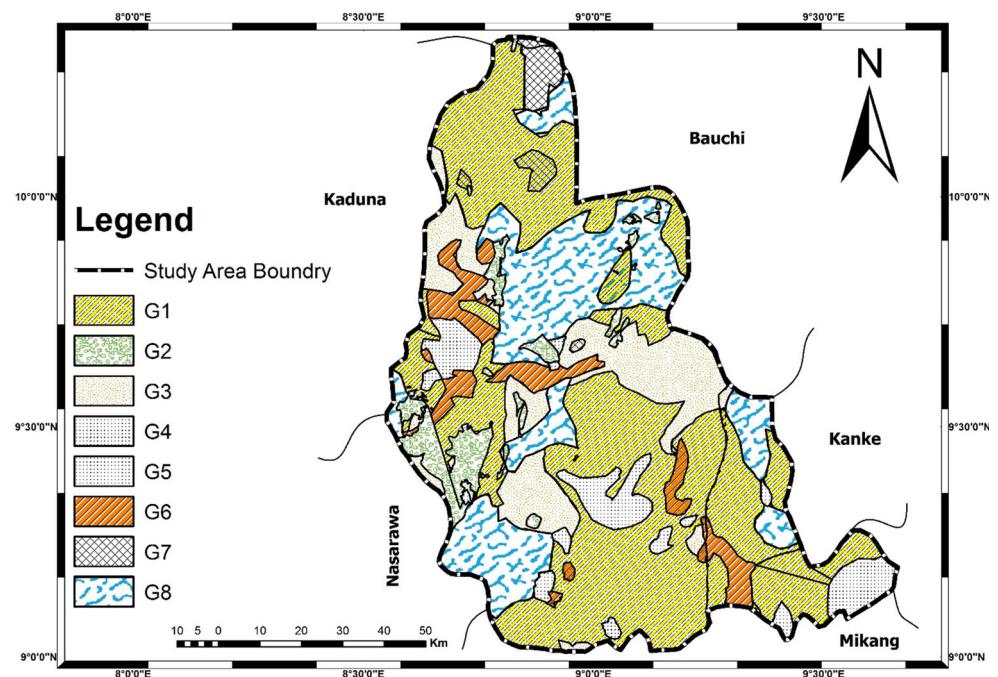 8°0'0"E 8°30'0"E 9°0'0"E 9°30'0"E
N
Bauchi
Kaduna
10°0'0"N 10°0'0"N
Legend
Study Area Boundry
G1
G2
G3
G4
G5
G6
G7
G8
9°30'0"N 9°30'0"N
Kanke
Nasarawa
10 5 0 10 20 30 40 50
Km
Mikang
9°0'0"N 9°0'0"N
8°0'0"E 8°30'0"E 9°0'0"E 9°30'0"E